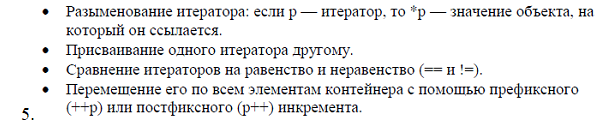 • Разыменование итератора: если p — итератор, то *p — значение объекта, на
который он ссылается.
• Присваивание одного итератора другому.
• Сравнение итераторов на равенство и неравенство (== и !=).
• Перемещение его по всем элементам контейнера с помощью префиксного
(++p) или постфиксного (p++) инкремента.
5.